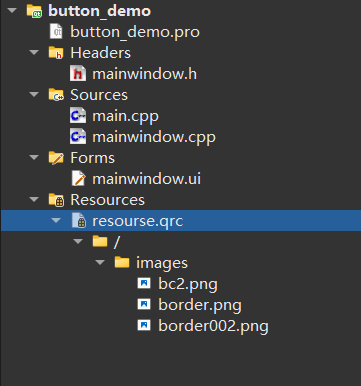 button_demo
button_demo.pro
Headers
mainwindow.h
Sources
main.cpp
mainwindow.cpp
Forms
mainwindow.ui
Resources
resourse.qrc
/
images
bc2.png
border.png
border002.png